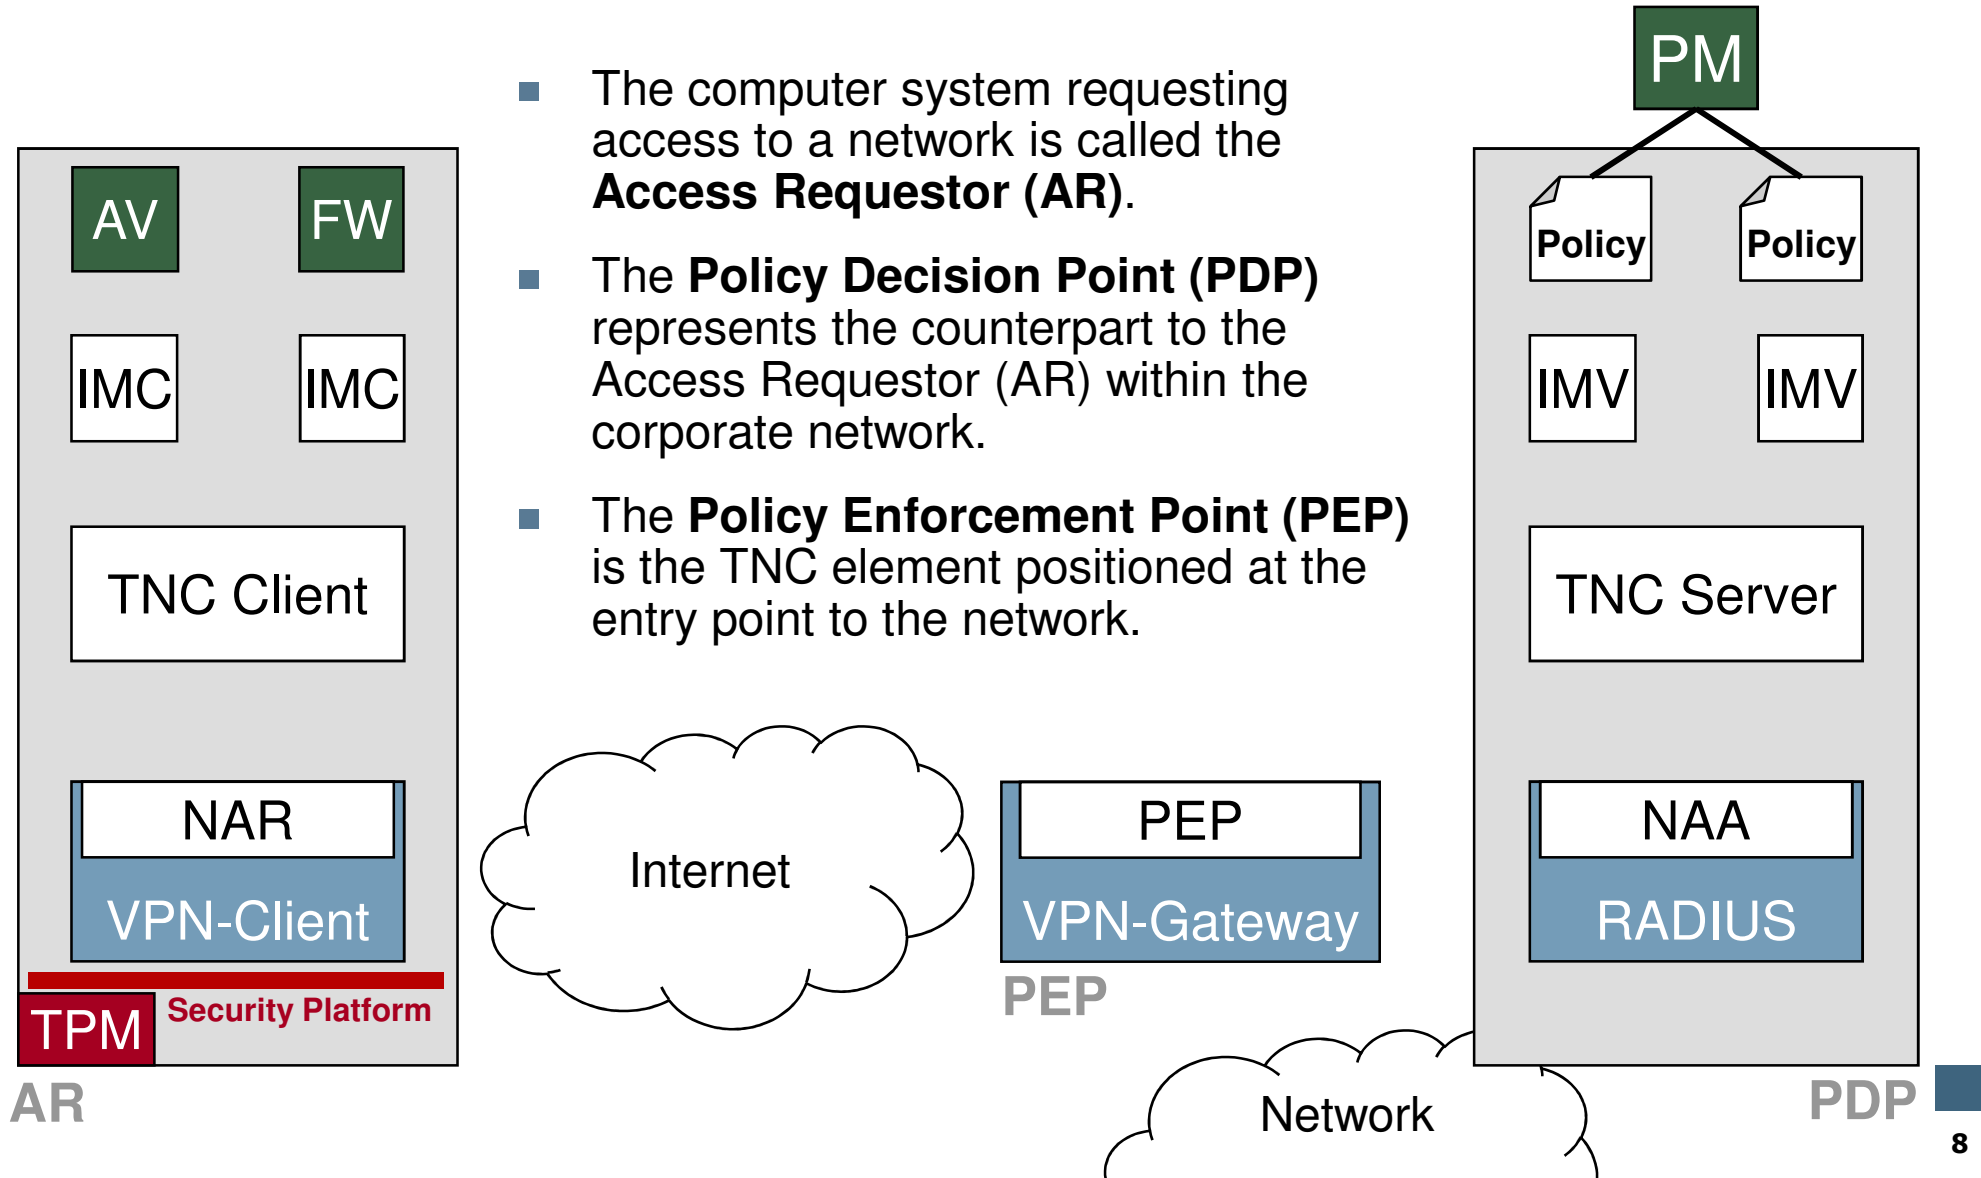 PM
The computer system requesting
access to a network is called the
Access Requestor (AR).
The Policy Decision Point (PDP)
represents the counterpart to the
Access Requestor (AR) within the
corporate network.
The Policy Enforcement Point (PEP)
is the TNC element positioned at the
entry point to the network.
AV
FW
IMC
IMC
TNC Client
NAR
VPN-Client
Security Platform
TPM
AR
Internet
PEP
VPN-Gateway
PEP
Network
Policy
Policy
IMV
IMV
TNC Server
NAA
RADIUS
PDP
8